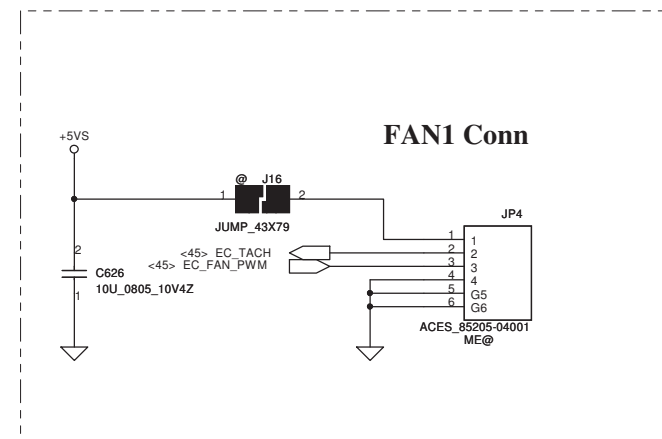 FAN1 Conn
+5VS
@ J16
1 2
JUMP_43X79
<45> EC_TACH
<45> EC_FAN_PWM
2
C626
10U_0805_10V4Z
1
JP4
1 1
2 2
3 3
4 4
5 G5
6 G6
ACES_85205-04001
ME@